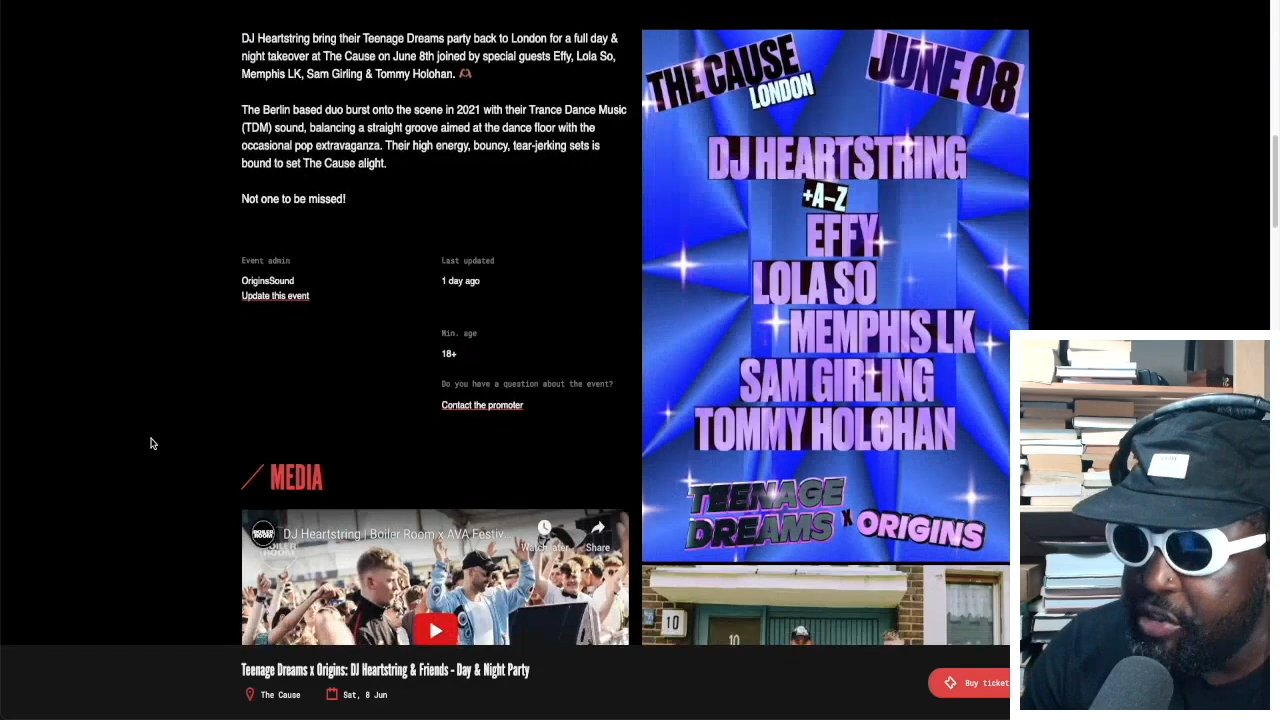 DJ Heartstring bring their Teenage Dreams party back to London for a full day &
night takeover at The Cause on June 8th joined by special guests Effy, Lola So,
Memphis LK, Sam Girling & Tommy Holohan. 🫶🏽
The Berlin based duo burst onto the scene in 2021 with their Trance Dance Music
(TDM) sound, balancing a straight groove aimed at the dance floor with the
occasional pop extravaganza. Their high energy, bouncy, tear-jerking sets is
bound to set The Cause alight.
Not one to be missed!
Event admin
OriginsSound
Update this event
Last updated
1 day ago
Min. age
18+
Do you have a question about the event?
Contact the promoter
/ MEDIA
BOILER ROOM
DJ Heartstring | Boiler Room x AVA Festiv...
Watch later
Share
THE CAUSE
LONDON
JUNE 08
DJ HEARTSTRING
+A–Z
EFFY
LOLA SO
MEMPHIS LK
SAM GIRLING
TOMMY HOLOHAN
TEENAGE
DREAMS
x ORIGINS
10
10
Teenage Dreams x Origins: DJ Heartstring & Friends - Day & Night Party
The Cause
Sat, 8 Jun
Buy ticket